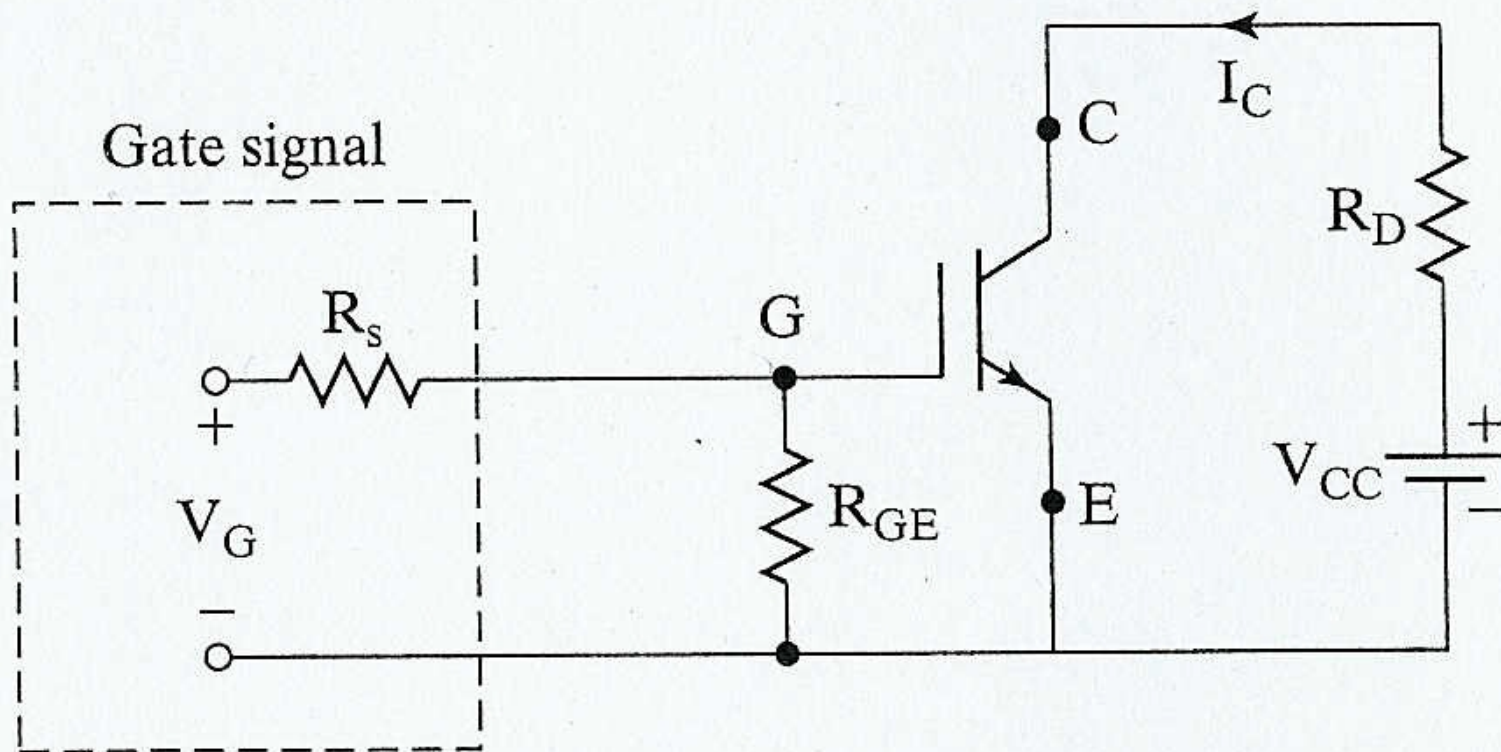 Gate signal
R_s
+
V_G
−
G
R_GE
C
E
I_C
R_D
V_CC
+
−